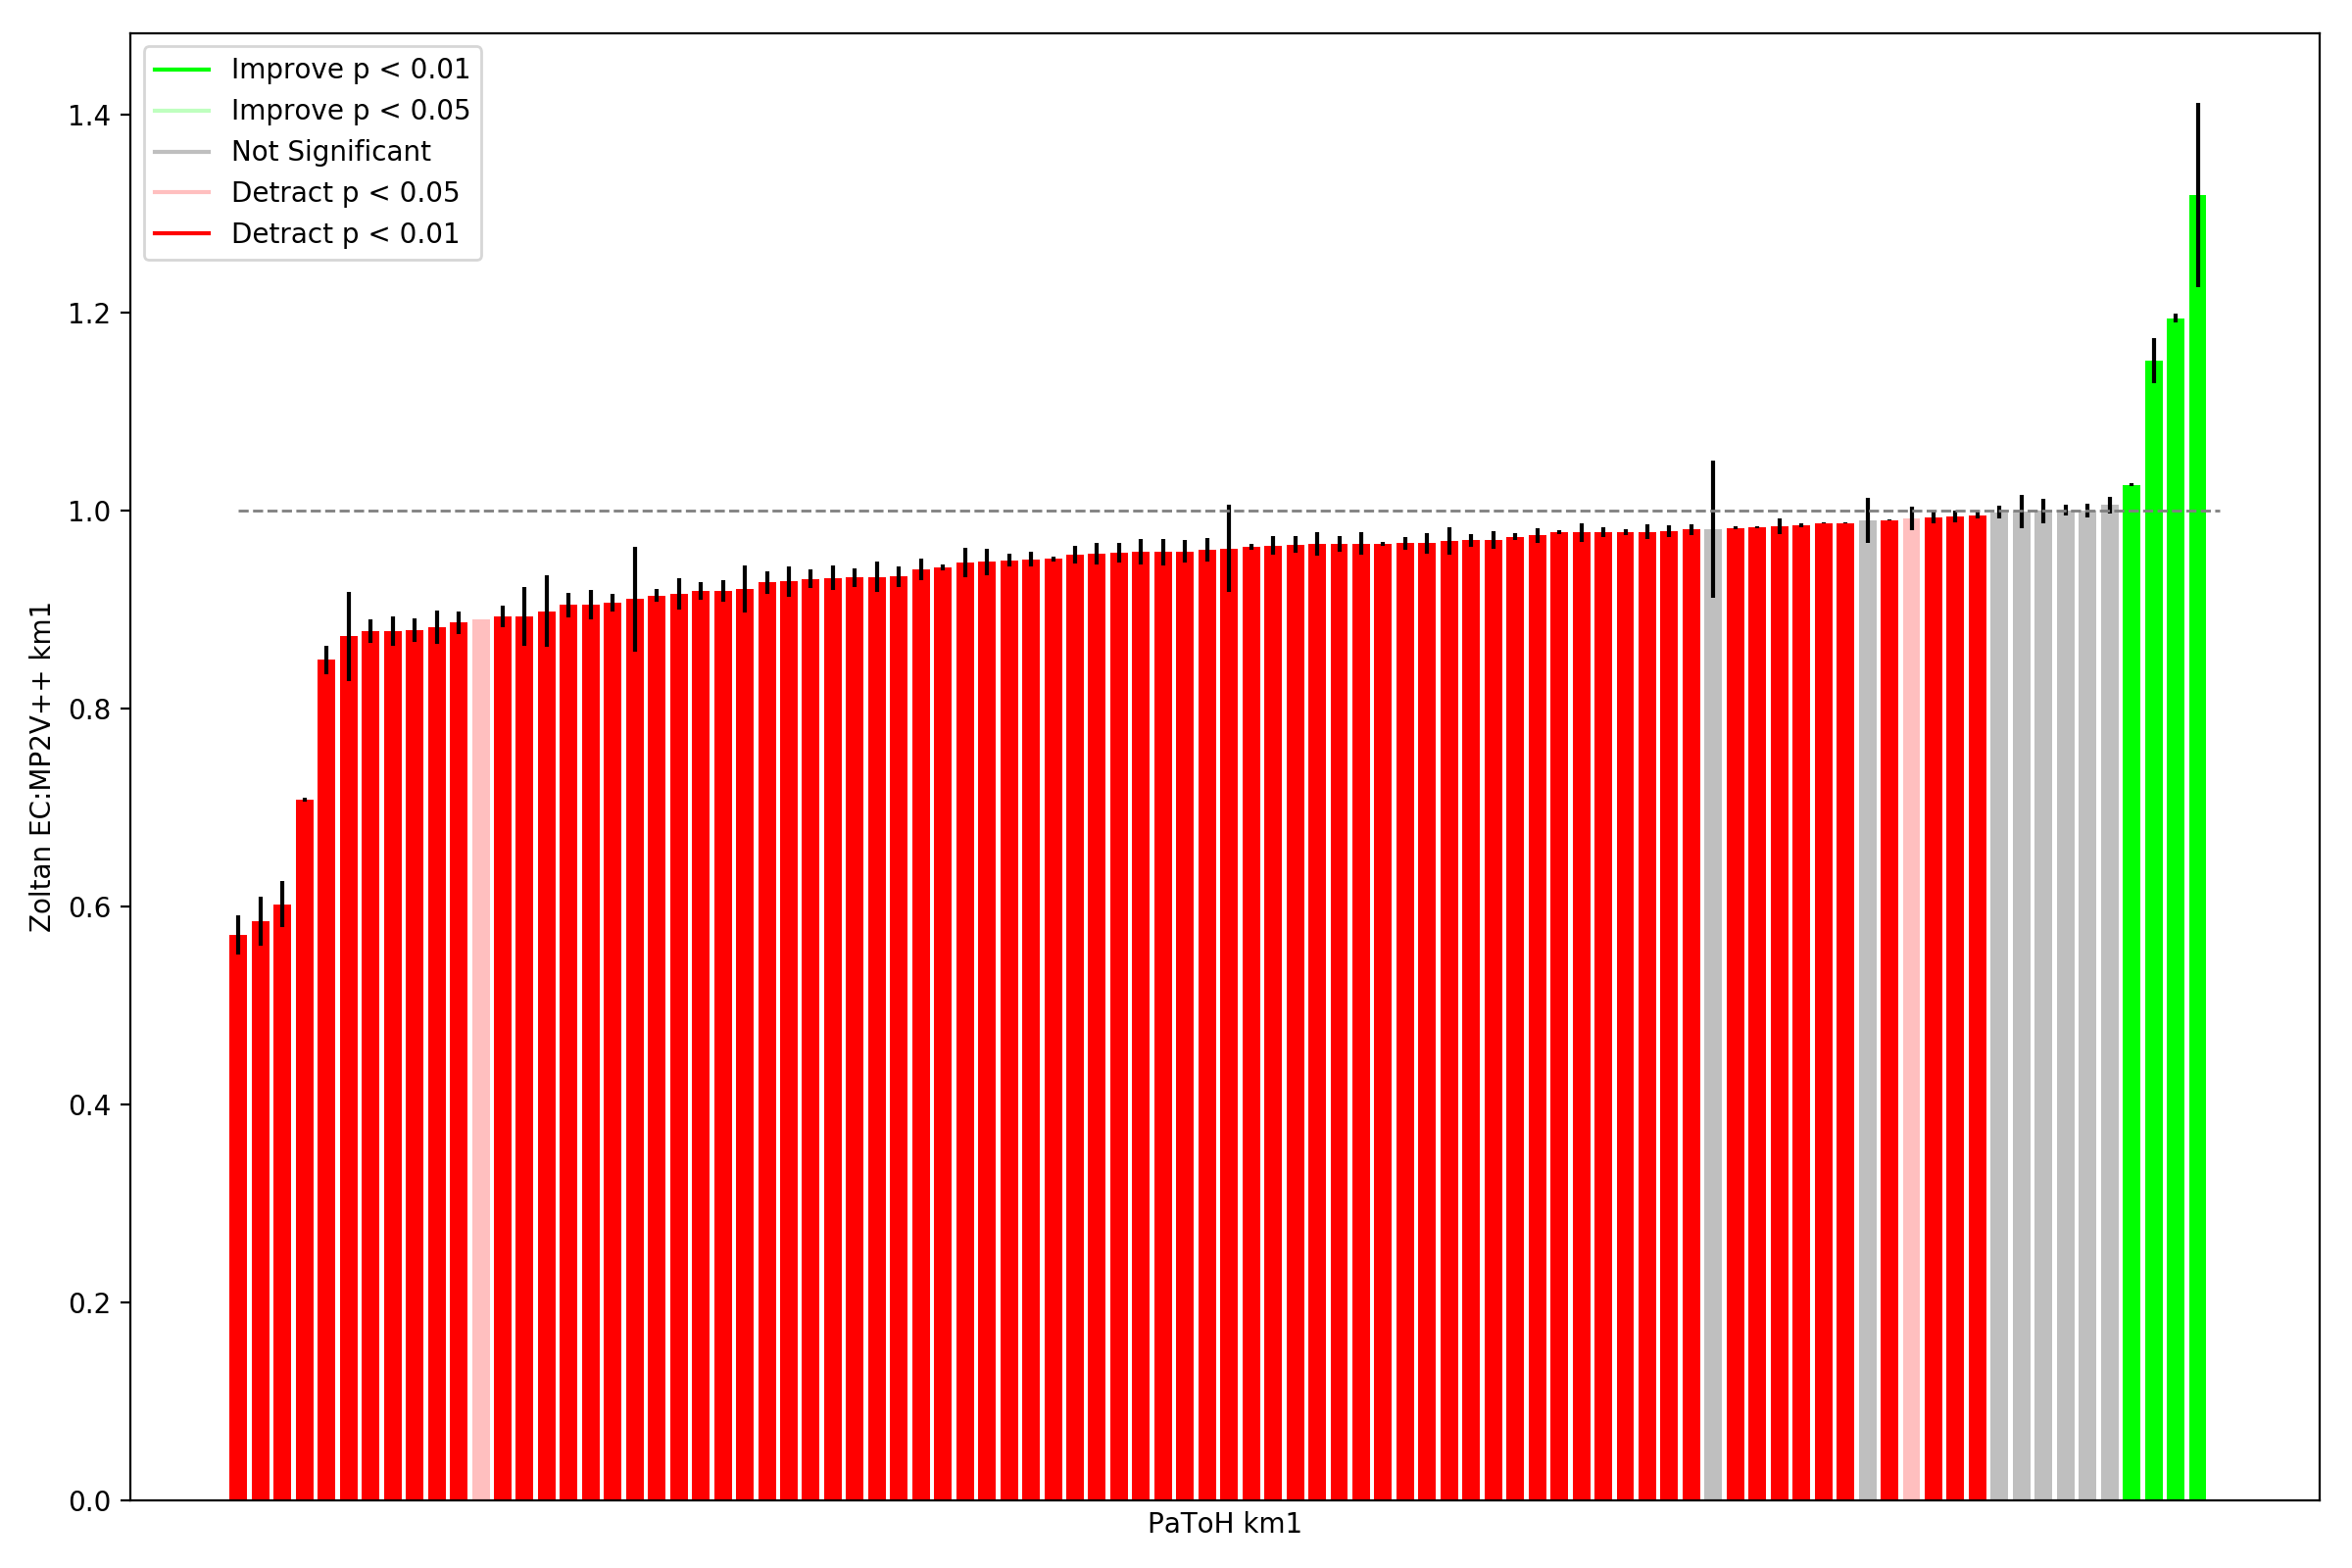 Improve p < 0.01
Improve p < 0.05
Not Significant
Detract p < 0.05
Detract p < 0.01
1.4
1.2
1.0
0.8
0.6
0.4
0.2
0.0
Zoltan EC:MP2V++ km1
PaToH km1